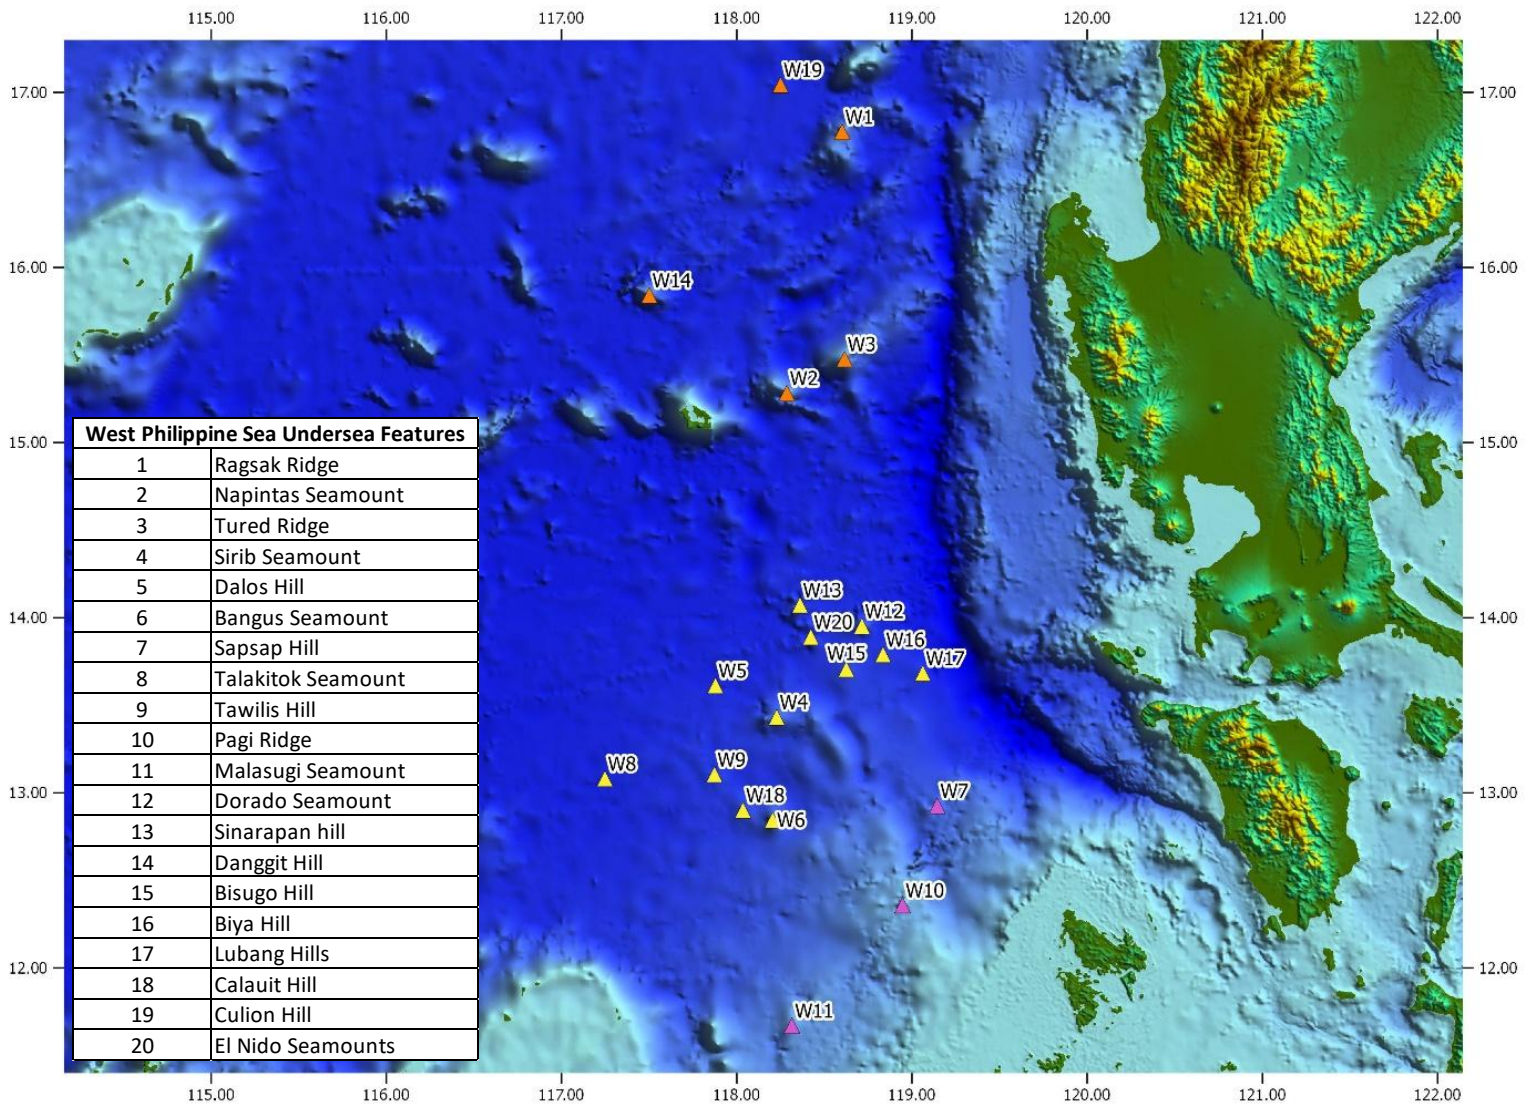 115.00 116.00 117.00 118.00 119.00 120.00 121.00 122.00
W19
17.00 17.00
W1
16.00 16.00
W14
W3
W2
15.00 15.00
West Philippine Sea Undersea Features
1 Ragsak Ridge
2 Napintas Seamount
3 Tured Ridge
4 Sirib Seamount
5 Dalos Hill
6 Bangus Seamount
7 Sapsap Hill
8 Talakitok Seamount
9 Tawilis Hill
10 Pagi Ridge
11 Malasugi Seamount
12 Dorado Seamount
13 Sinarapan hill
14 Danggit Hill
15 Bisugo Hill
16 Biya Hill
17 Lubang Hills
18 Calauit Hill
19 Culion Hill
20 El Nido Seamounts
W13
W12
14.00 14.00
W20
W16
W15 W17
W5
W4
W8 W9
13.00 13.00
W18 W7
W6
W10
12.00 12.00
W11
115.00 116.00 117.00 118.00 119.00 120.00 121.00 122.00